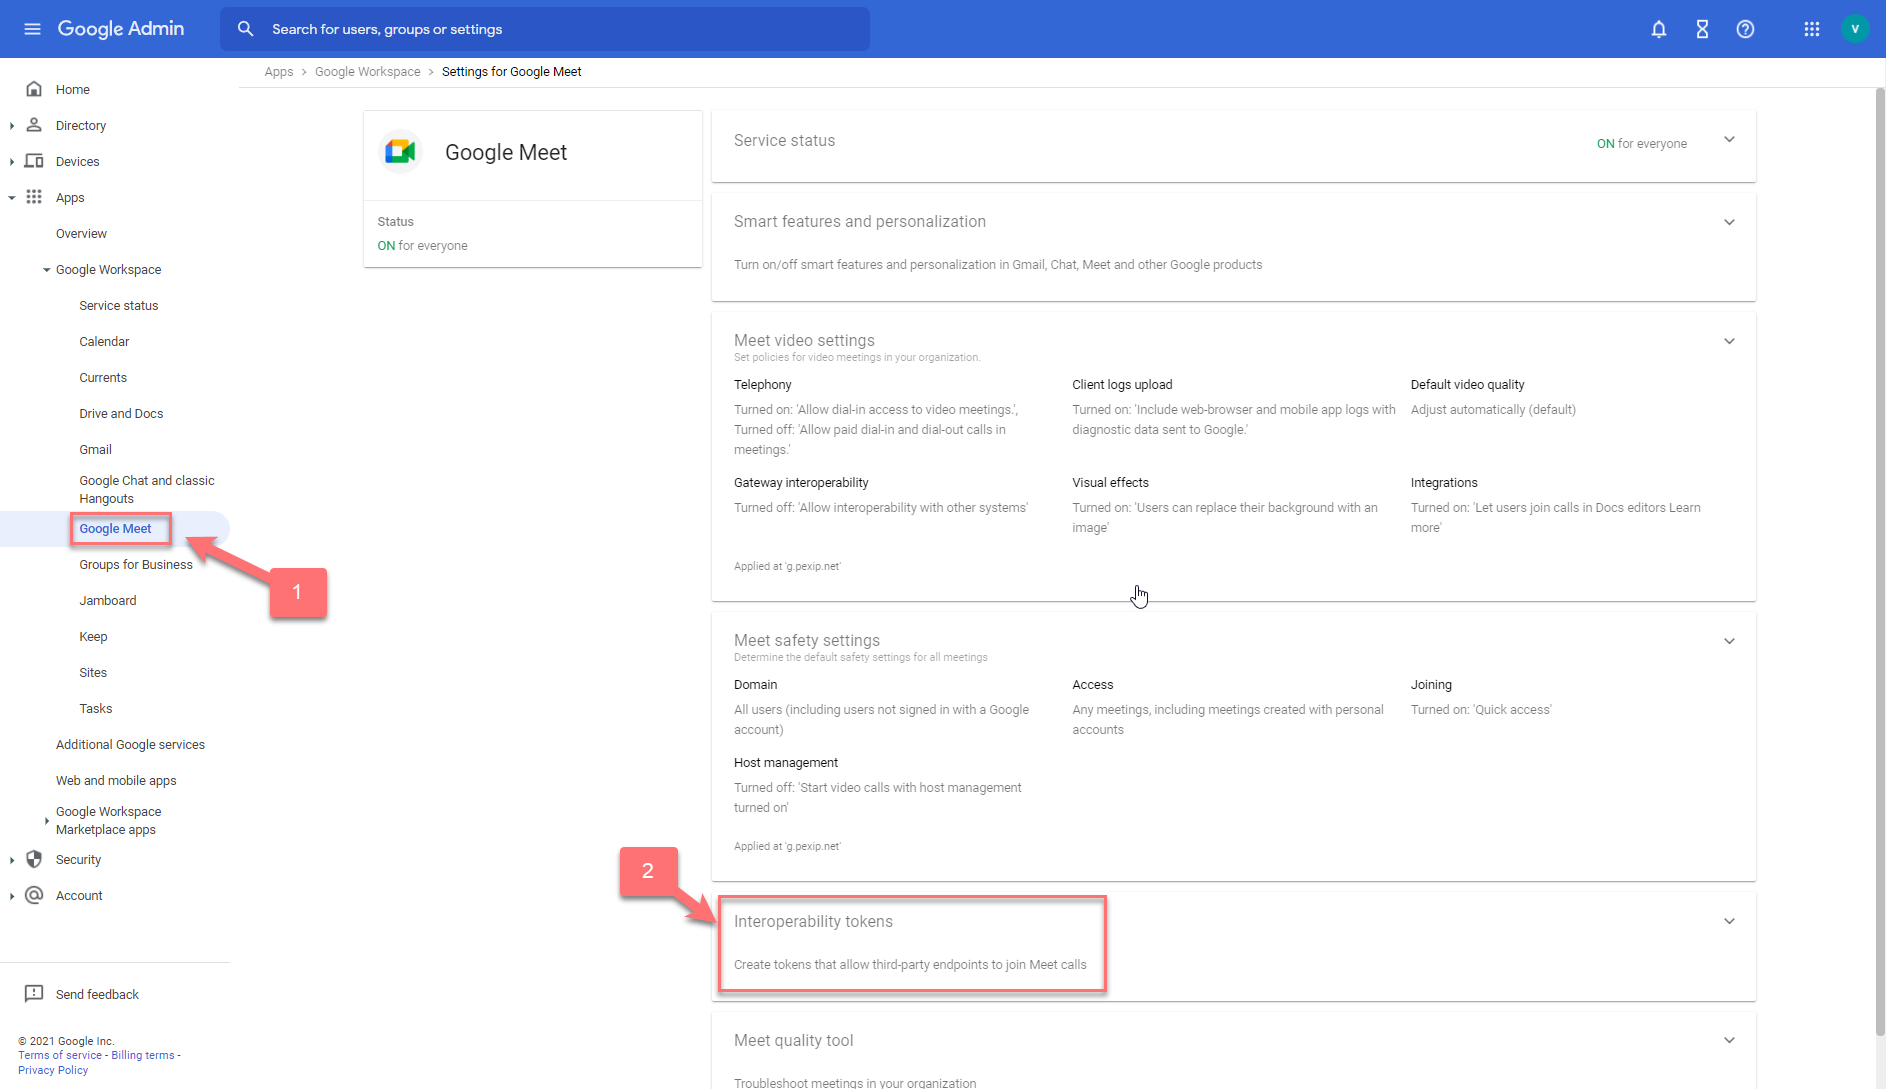 Google Admin
Search for users, groups or settings
V
Apps > Google Workspace > Settings for Google Meet
Home
Directory
Devices
Apps
Overview
Google Workspace
Service status
Calendar
Currents
Drive and Docs
Gmail
Google Chat and classic
Hangouts
Google Meet
Groups for Business
Jamboard
Keep
Sites
Tasks
Additional Google services
Web and mobile apps
Google Workspace
Marketplace apps
Security
Account
Send feedback
© 2021 Google Inc.
Terms of service - Billing terms -
Privacy Policy
1
Google Meet
Status
ON for everyone
Service status
ON for everyone
Smart features and personalization
Turn on/off smart features and personalization in Gmail, Chat, Meet and other Google products
Meet video settings
Set policies for video meetings in your organization.
Telephony
Turned on: 'Allow dial-in access to video meetings.',
Turned off: 'Allow paid dial-in and dial-out calls in
meetings.'
Client logs upload
Turned on: 'Include web-browser and mobile app logs with
diagnostic data sent to Google.'
Default video quality
Adjust automatically (default)
Gateway interoperability
Turned off: 'Allow interoperability with other systems'
Visual effects
Turned on: 'Users can replace their background with an
image'
Integrations
Turned on: 'Let users join calls in Docs editors Learn
more'
Applied at 'g.pexip.net'
Meet safety settings
Determine the default safety settings for all meetings
Domain
All users (including users not signed in with a Google
account)
Access
Any meetings, including meetings created with personal
accounts
Joining
Turned on: 'Quick access'
Host management
Turned off: 'Start video calls with host management
turned on'
Applied at 'g.pexip.net'
2
Interoperability tokens
Create tokens that allow third-party endpoints to join Meet calls
Meet quality tool
Troubleshoot meetings in your organization